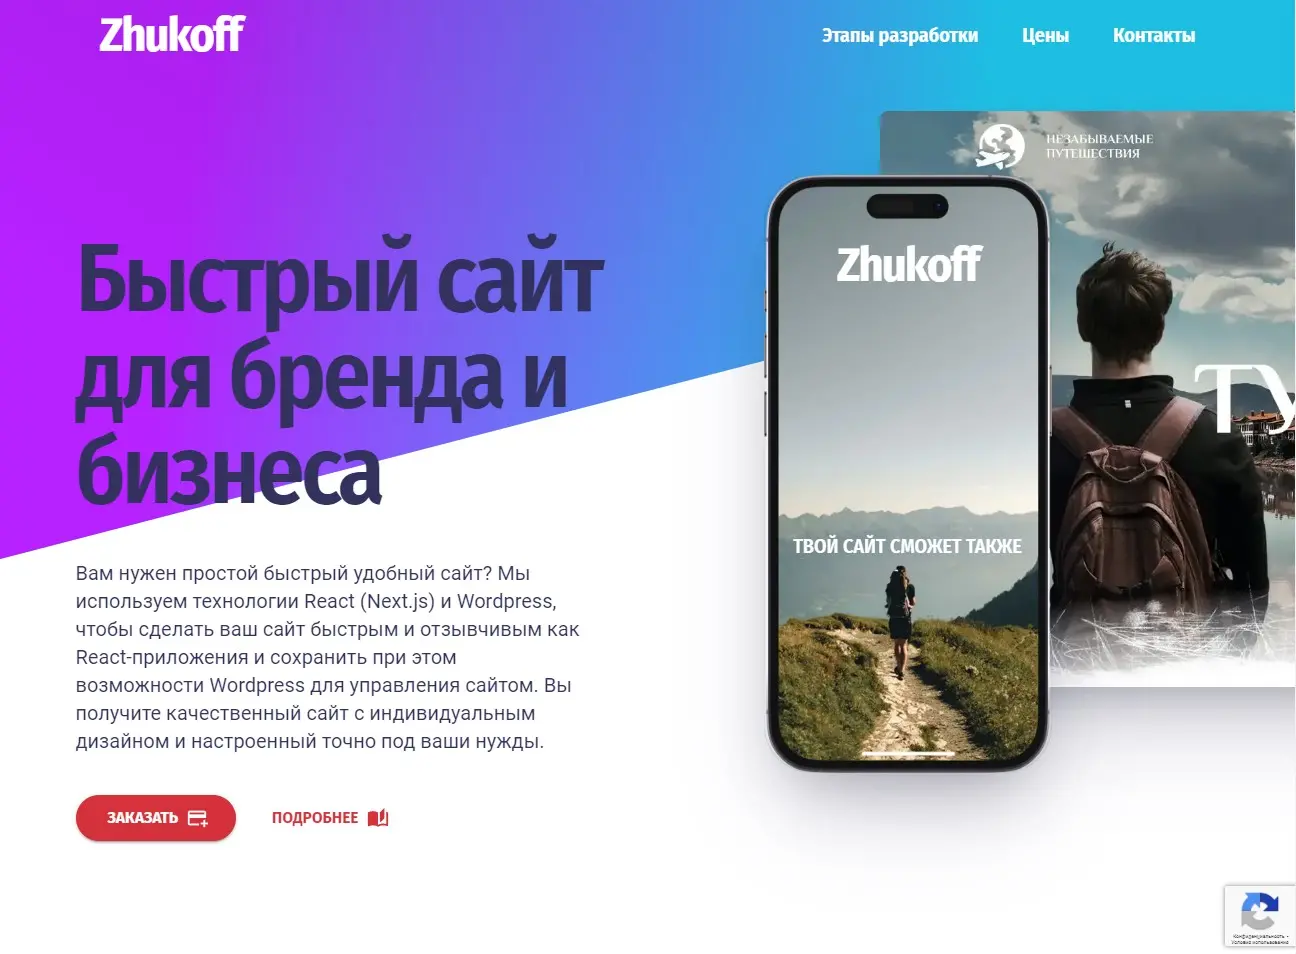 Zhukoff
Этапы разработки
Цены
Контакты
НЕЗАБЫВАЕМЫЕ
ПУТЕШЕСТВИЯ
Zhukoff
ТУ
ТВОЙ САЙТ СМОЖЕТ ТАКЖЕ
Быстрый сайт
для бренда и
бизнеса
Вам нужен простой быстрый удобный сайт? Мы
используем технологии React (Next.js) и Wordpress,
чтобы сделать ваш сайт быстрым и отзывчивым как
React-приложения и сохранить при этом
возможности Wordpress для управления сайтом. Вы
получите качественный сайт с индивидуальным
дизайном и настроенный точно под ваши нужды.
ЗАКАЗАТЬ
ПОДРОБНЕЕ
Конфиденциальность -
Условия использования